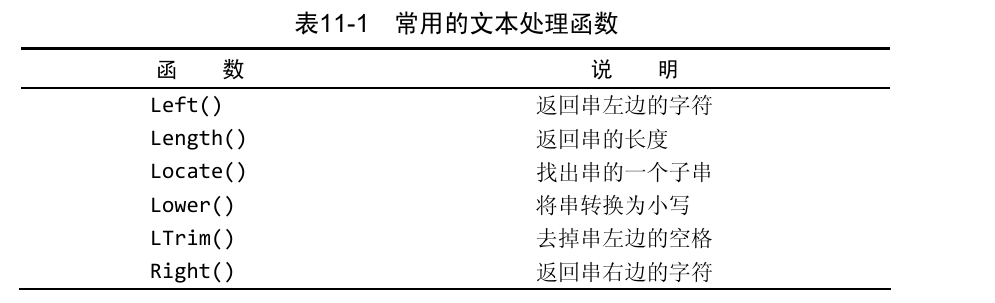 表11-1 常用的文本处理函数
函 数 说 明
Left() 返回串左边的字符
Length() 返回串的长度
Locate() 找出串的一个子串
Lower() 将串转换为小写
LTrim() 去掉串左边的空格
Right() 返回串右边的字符